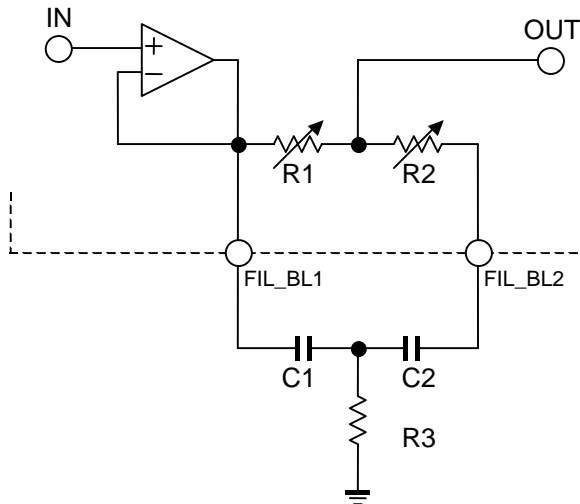 IN
OUT
+
−
R1
R2
FIL_BL1
FIL_BL2
C1
C2
R3